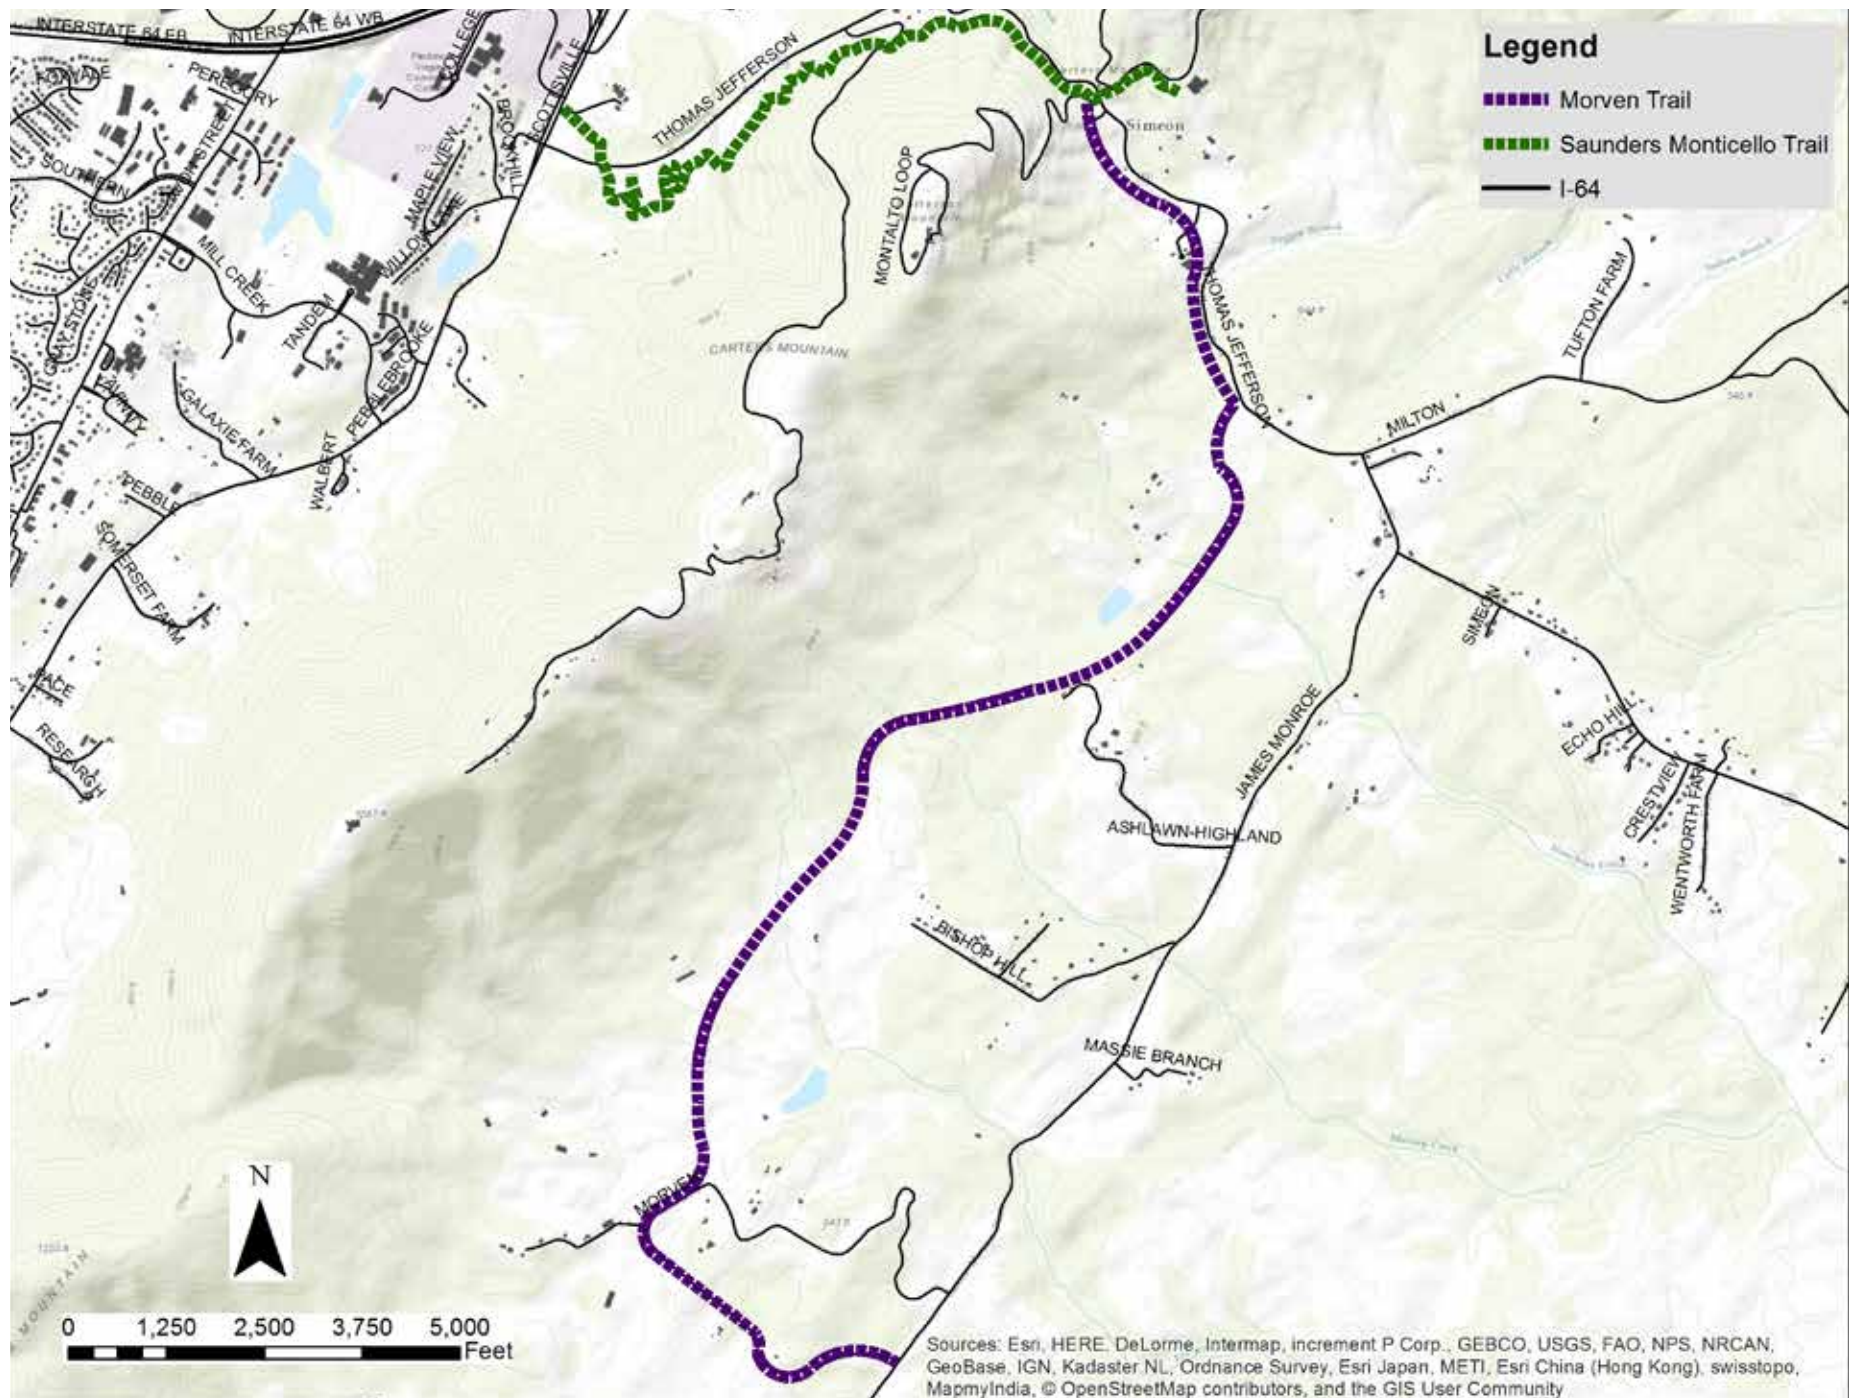 INTERSTATE 64 EB
INTERSTATE 64 WB
COLLEGE
SCOTTSVILLE
FOXVALE
PEREGORY
THOMAS JEFFERSON
SOUTHERN
MAPLE VIEW
Simeon
MONTALTO LOOP
MILL CREEK
TANDEM
THOMAS JEFFERSON
TUFTON FARM
CARTERS MOUNTAIN
GALAXIE FARM
PEBBLEBROOKE
MILTON
WALBERT
PEBBLE
SOMERSET FARM
SIMEON
PACE
RESEARCH
JAMES MONROE
ECHO HILL
CRESTVIEW
WENTWORTH FARM
ASHLAWN-HIGHLAND
BISHOP HILL
MASSIE BRANCH
MORVEN
MOUNTAIN
Legend
Morven Trail
Saunders Monticello Trail
I-64
N
0 1,250 2,500 3,750 5,000
Feet
Sources: Esri, HERE, DeLorme, Intermap, increment P Corp., GEBCO, USGS, FAO, NPS, NRCAN,
GeoBase, IGN, Kadaster NL, Ordnance Survey, Esri Japan, METI, Esri China (Hong Kong), swisstopo,
MapmyIndia, © OpenStreetMap contributors, and the GIS User Community